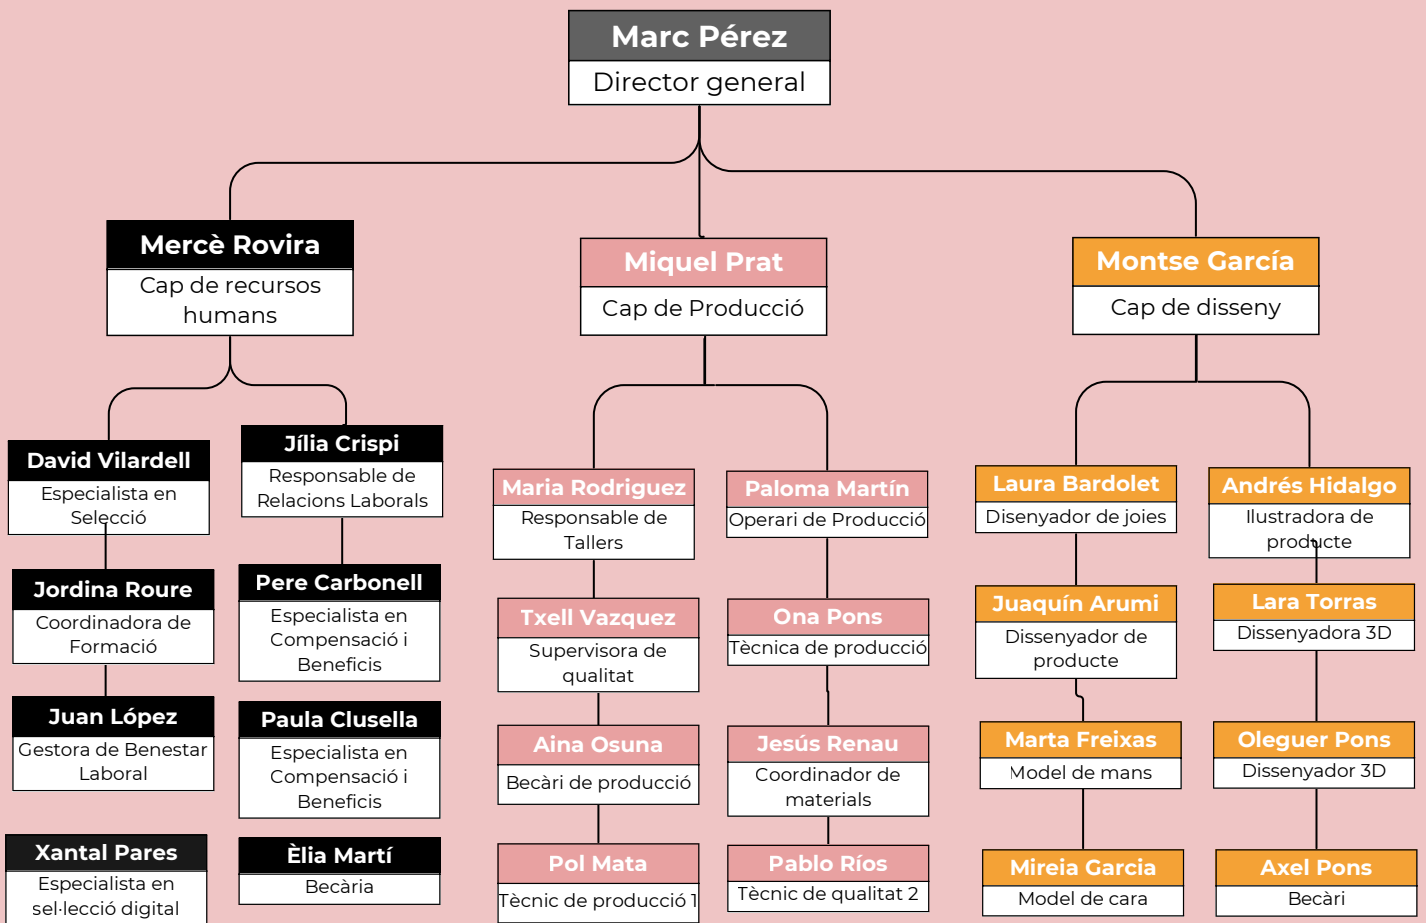 Marc Pérez
Director general
Mercè Rovira
Cap de recursos
humans
Miquel Prat
Cap de Producció
Montse García
Cap de disseny
David Vilardell
Especialista en
Selecció
Jordina Roure
Coordinadora de
Formació
Juan López
Gestora de Benestar
Laboral
Xantal Pares
Especialista en
sel·lecció digital
Jília Crispi
Responsable de
Relacions Laborals
Pere Carbonell
Especialista en
Compensació i
Beneficis
Paula Clusella
Especialista en
Compensació i
Beneficis
Èlia Martí
Becària
Maria Rodriguez
Responsable de
Tallers
Txell Vazquez
Supervisora de
qualitat
Aina Osuna
Becàri de producció
Pol Mata
Tècnic de producció 1
Paloma Martín
Operari de Producció
Ona Pons
Tècnica de producció
Jesús Renau
Coordinador de
materials
Pablo Ríos
Tècnic de qualitat 2
Laura Bardolet
Disenyador de joies
Juaquín Arumi
Dissenyador de
producte
Marta Freixas
Model de mans
Mireia Garcia
Model de cara
Andrés Hidalgo
Ilustradora de
producte
Lara Torras
Dissenyadora 3D
Oleguer Pons
Dissenyador 3D
Axel Pons
Becàri